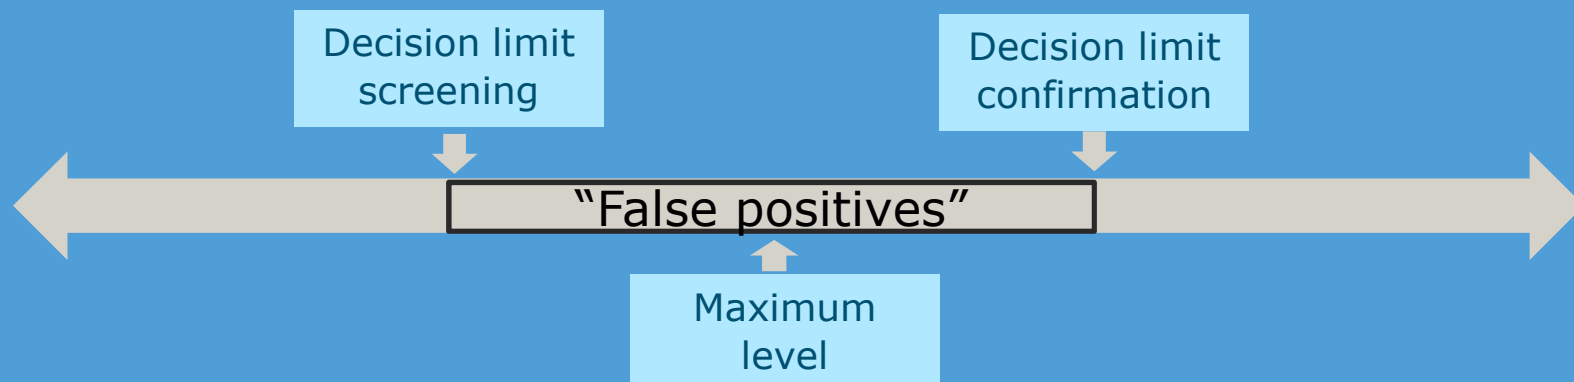 Decision limit
screening
Decision limit
confirmation
“False positives”
Maximum
level